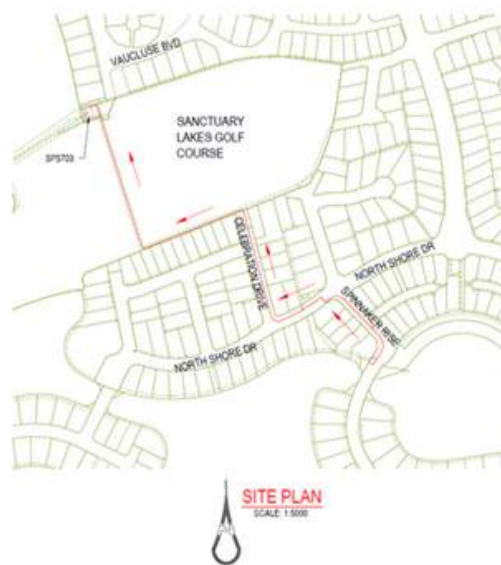 VAUCLUSE BVD
SANCTUARY
LAKES GOLF
COURSE
SPS703
CELEBRATION DRIVE
NORTH SHORE DR
SPINNAKER RISE
NORTH SHORE DR
SITE PLAN
SCALE: 1:5000